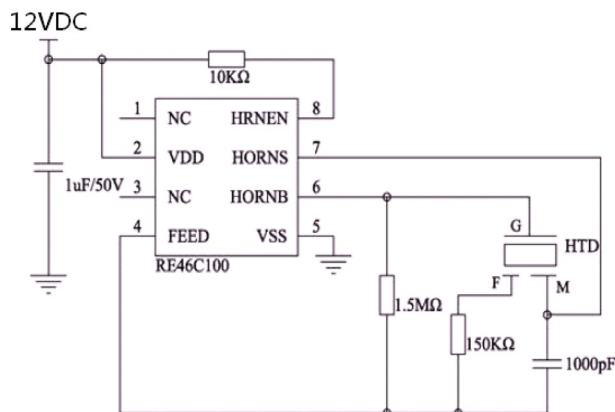 12VDC
10KΩ
1 NC HRNEN 8
2 VDD HORNS 7
1uF/50V
3 NC HORNB 6
4 FEED VSS 5
RE46C100
G
HTD
F M
1.5MΩ
150KΩ
1000pF